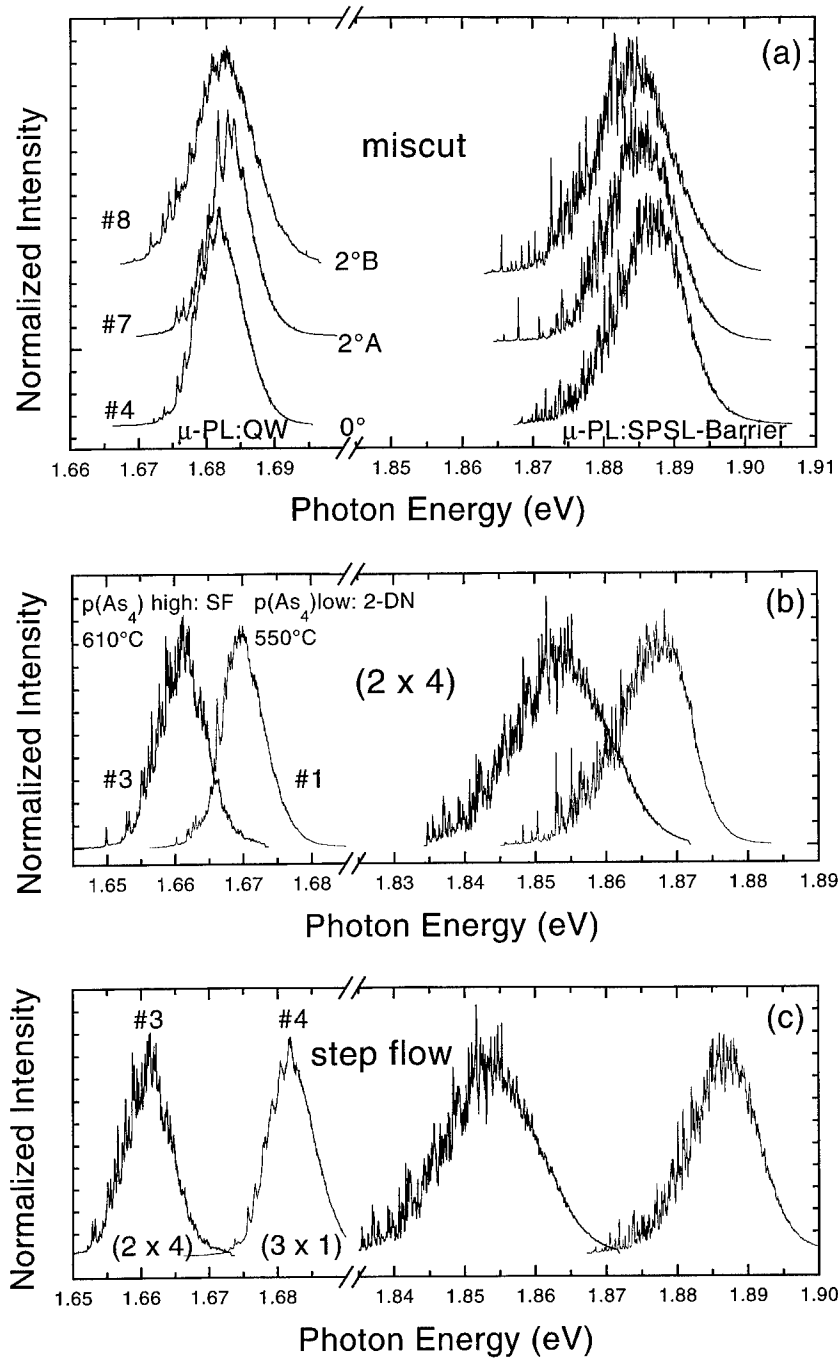 (a)
Normalized Intensity
miscut
#8
2°B
#7
2°A
#4
0°
μ-PL:QW
μ-PL:SPSL-Barrier
1.66 1.67 1.68 1.69 1.85 1.86 1.87 1.88 1.89 1.90 1.91
Photon Energy (eV)
(b)
Normalized Intensity
p(As4) high: SF p(As4)low: 2-DN
610°C 550°C
(2 x 4)
#3 #1
1.65 1.66 1.67 1.68 1.83 1.84 1.85 1.86 1.87 1.88 1.89
Photon Energy (eV)
(c)
Normalized Intensity
#3 #4
step flow
(2 x 4) (3 x 1)
1.65 1.66 1.67 1.68 1.84 1.85 1.86 1.87 1.88 1.89 1.90
Photon Energy (eV)